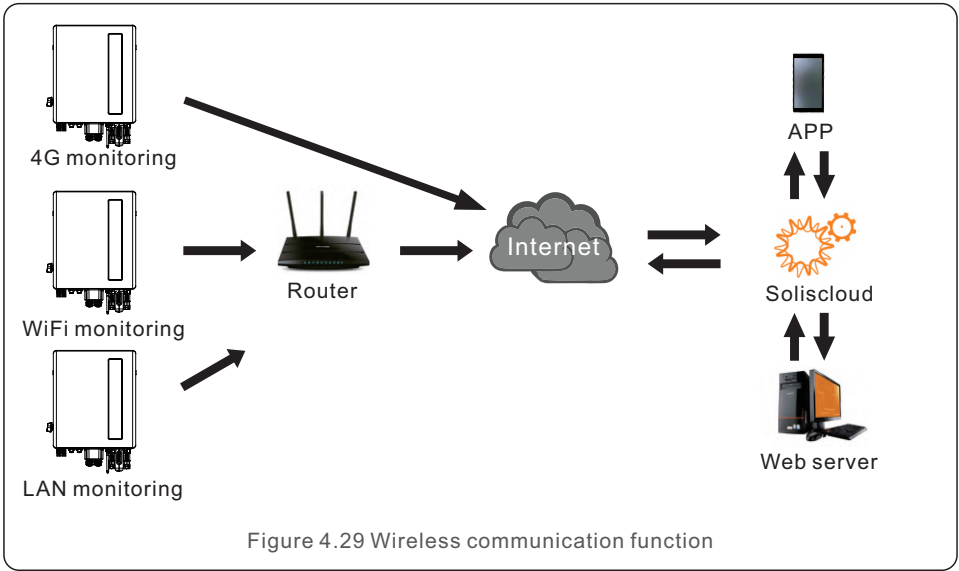 4G monitoring
WiFi monitoring
LAN monitoring
Router
Internet
APP
Soliscloud
Web server
Figure 4.29 Wireless communication function